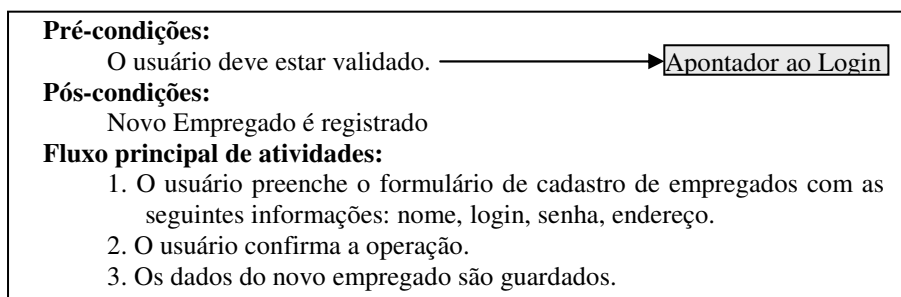 Pré-condições:
O usuário deve estar validado. Apontador ao Login
Pós-condições:
Novo Empregado é registrado
Fluxo principal de atividades:
1. O usuário preenche o formulário de cadastro de empregados com as
seguintes informações: nome, login, senha, endereço.
2. O usuário confirma a operação.
3. Os dados do novo empregado são guardados.